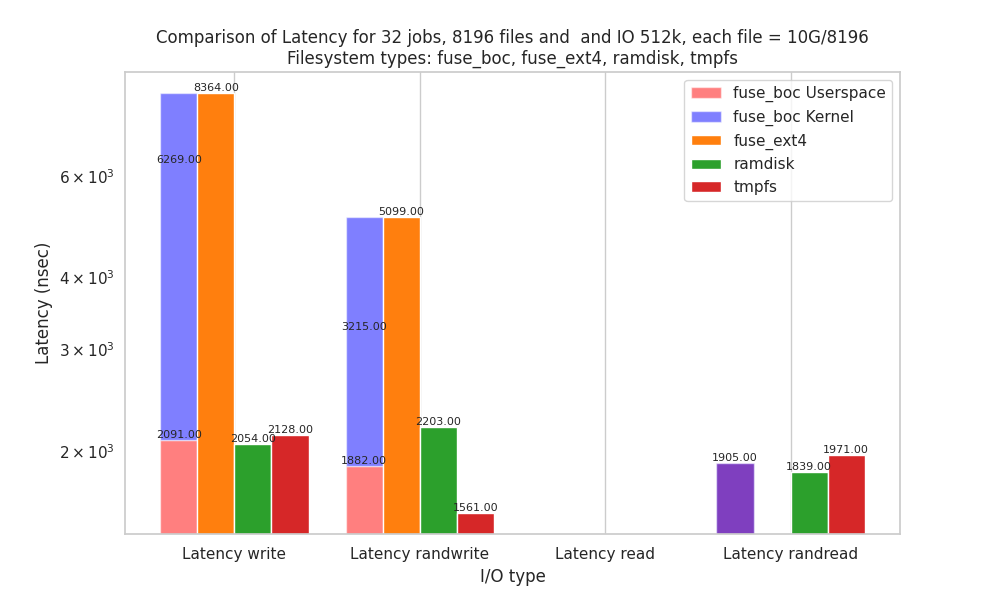 Comparison of Latency for 32 jobs, 8196 files and  and IO 512k, each file = 10G/8196
Filesystem types: fuse_boc, fuse_ext4, ramdisk, tmpfs
fuse_boc Userspace
fuse_boc Kernel
fuse_ext4
ramdisk
tmpfs
Latency (nsec)
6 × 10³
4 × 10³
3 × 10³
2 × 10³
8364.00
6269.00
2091.00
2054.00
2128.00
5099.00
3215.00
1882.00
2203.00
1561.00
1905.00
1839.00
1971.00
Latency write
Latency randwrite
Latency read
Latency randread
I/O type